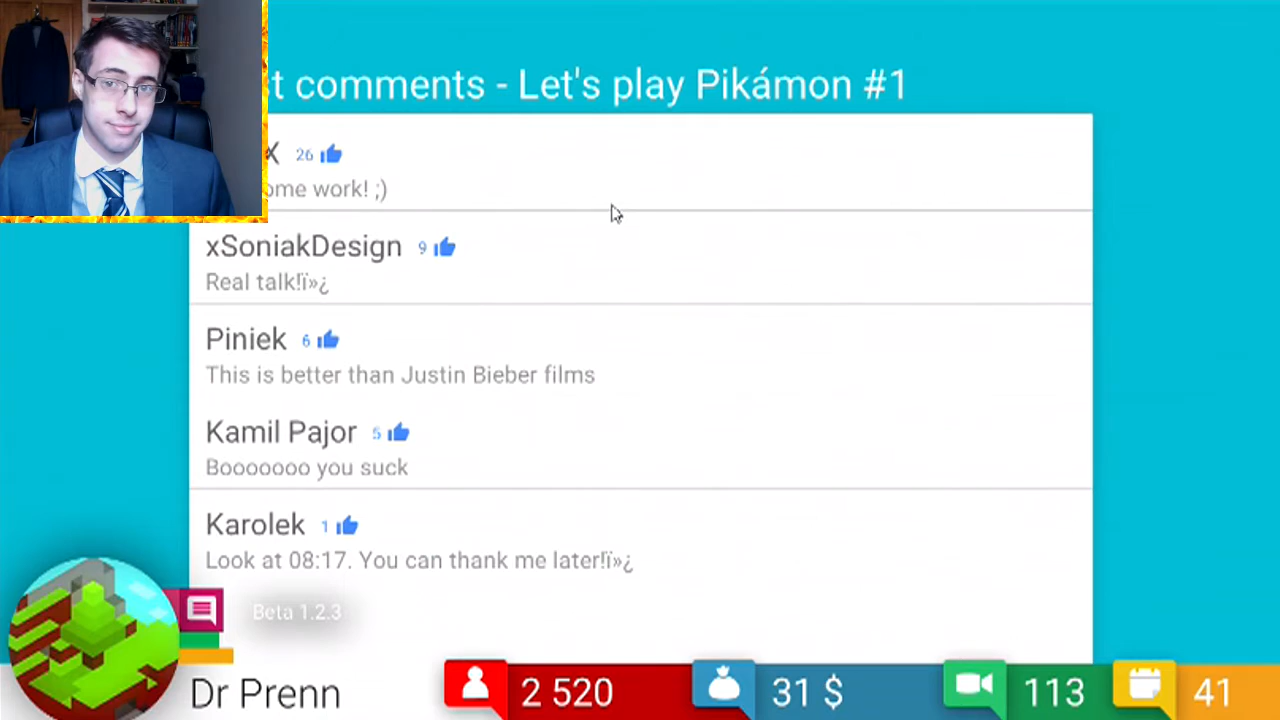 comments - Let's play Pikámon #1
26
work! ;)
xSoniakDesign 9
Real talk!ï»¿
Piniek 6
This is better than Justin Bieber films
Kamil Pajor 5
Booooooo you suck
Karolek 1
Look at 08:17. You can thank me later!ï»¿
Beta 1.2.3
Dr Prenn 2 520 31 $ 113 41